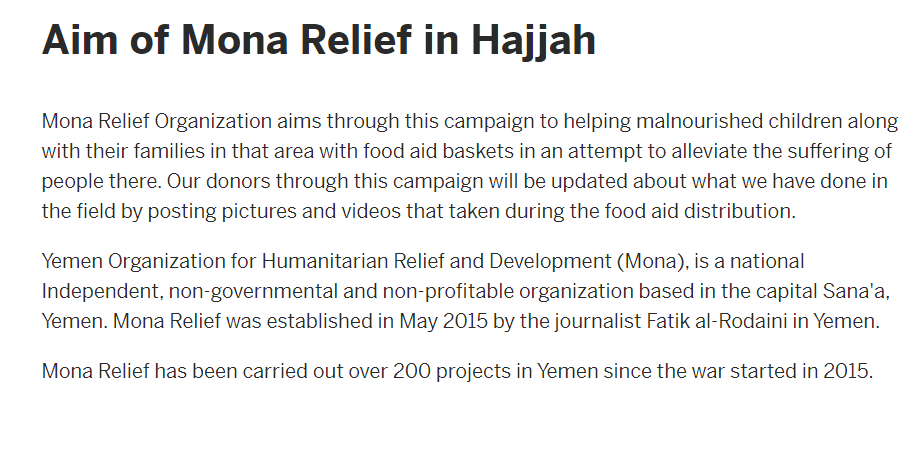 Aim of Mona Relief in Hajjah
Mona Relief Organization aims through this campaign to helping malnourished children along
with their families in that area with food aid baskets in an attempt to alleviate the suffering of
people there. Our donors through this campaign will be updated about what we have done in
the field by posting pictures and videos that taken during the food aid distribution.
Yemen Organization for Humanitarian Relief and Development (Mona), is a national
Independent, non-governmental and non-profitable organization based in the capital Sana'a,
Yemen. Mona Relief was established in May 2015 by the journalist Fatik al-Rodaini in Yemen.
Mona Relief has been carried out over 200 projects in Yemen since the war started in 2015.